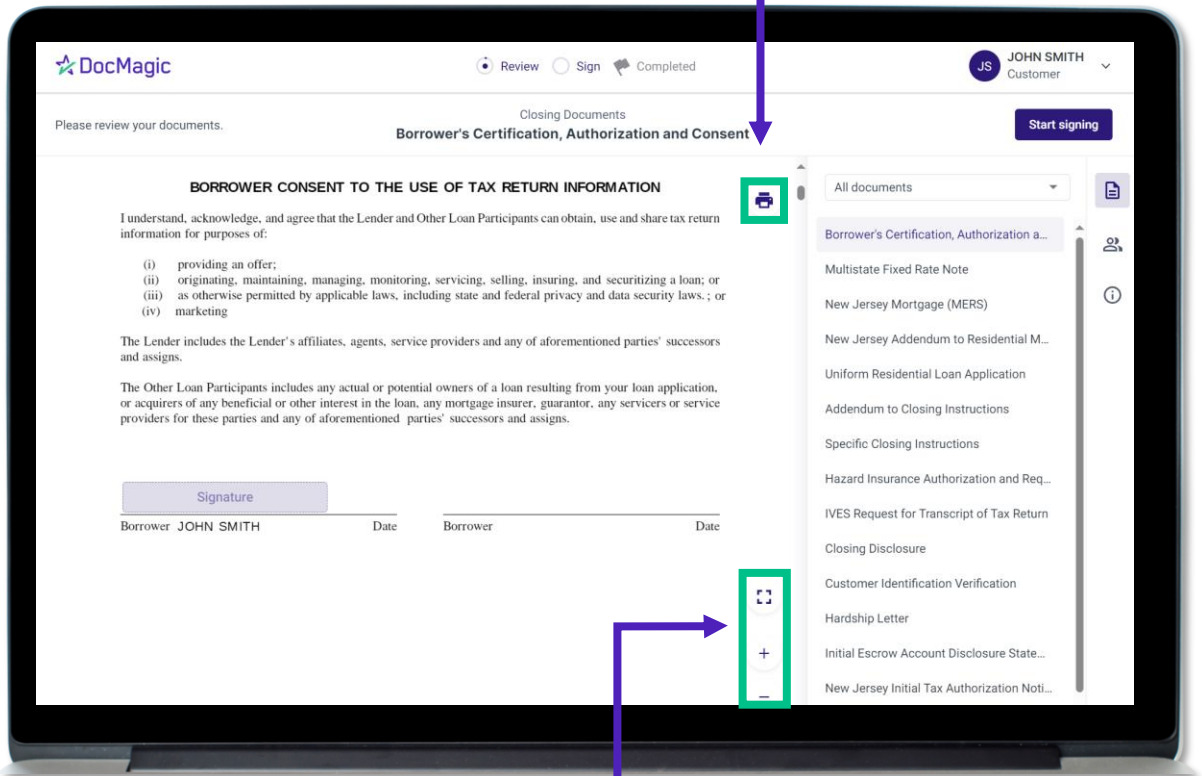 DocMagic
Review Sign Completed
JS
JOHN SMITH
Customer
Please review your documents.
Closing Documents
Borrower's Certification, Authorization and Consent
Start signing
BORROWER CONSENT TO THE USE OF TAX RETURN INFORMATION
I understand, acknowledge, and agree that the Lender and Other Loan Participants can obtain, use and share tax return
information for purposes of:
(i) providing an offer;
(ii) originating, maintaining, managing, monitoring, servicing, selling, insuring, and securitizing a loan; or
(iii) as otherwise permitted by applicable laws, including state and federal privacy and data security laws. ; or
(iv) marketing
The Lender includes the Lender's affiliates, agents, service providers and any of aforementioned parties' successors
and assigns.
The Other Loan Participants includes any actual or potential owners of a loan resulting from your loan application,
or acquirers of any beneficial or other interest in the loan, any mortgage insurer, guarantor, any servicers or service
providers for these parties and any of aforementioned parties' successors and assigns.
Signature
Borrower JOHN SMITH Date Borrower Date
All documents
Borrower's Certification, Authorization a...
Multistate Fixed Rate Note
New Jersey Mortgage (MERS)
New Jersey Addendum to Residential M...
Uniform Residential Loan Application
Addendum to Closing Instructions
Specific Closing Instructions
Hazard Insurance Authorization and Req...
IVES Request for Transcript of Tax Return
Closing Disclosure
Customer Identification Verification
Hardship Letter
Initial Escrow Account Disclosure State...
New Jersey Initial Tax Authorization Noti...